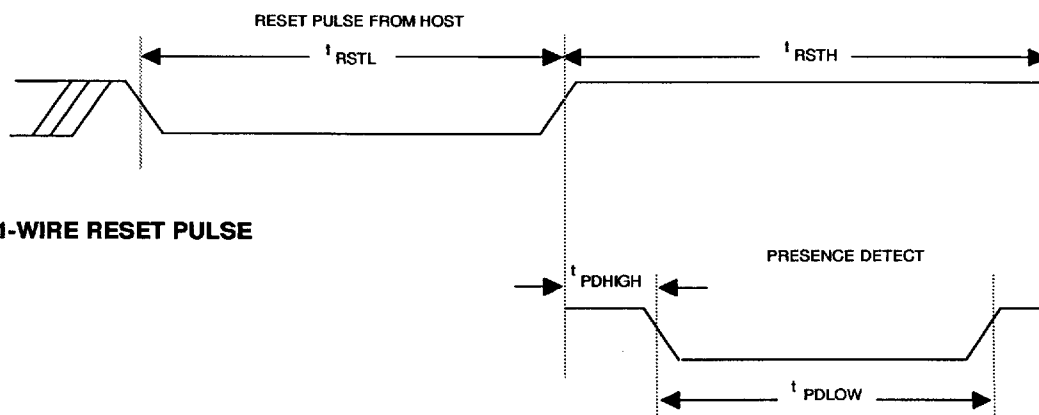 RESET PULSE FROM HOST
t RSTL
t RSTH
1-WIRE RESET PULSE
PRESENCE DETECT
t PDHIGH
t PDLOW